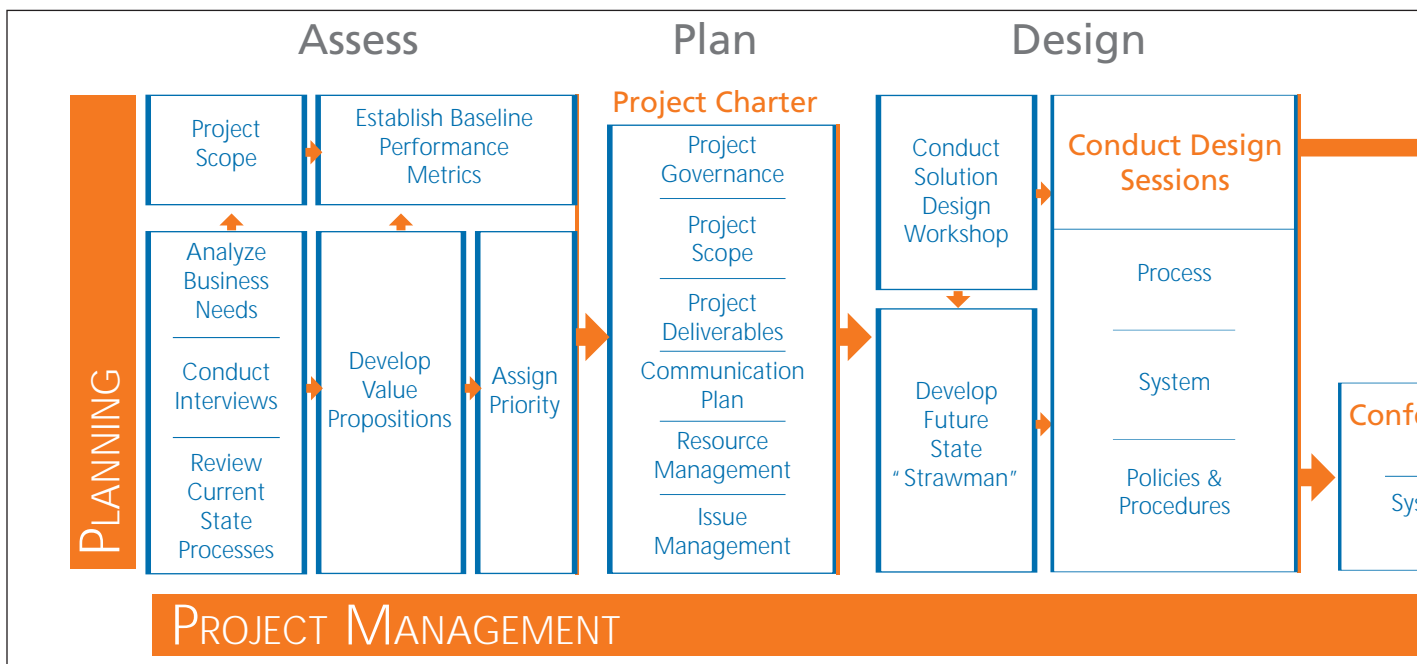 Assess
Plan
Design
PLANNING
Project
Scope
Establish Baseline
Performance
Metrics
Analyze
Business
Needs
Conduct
Interviews
Review
Current
State
Processes
Develop
Value
Propositions
Assign
Priority
Project Charter
Project
Governance
Project
Scope
Project
Deliverables
Communication
Plan
Resource
Management
Issue
Management
Conduct
Solution
Design
Workshop
Develop
Future
State
“Strawman”
Conduct Design
Sessions
Process
System
Policies &
Procedures
PROJECT MANAGEMENT